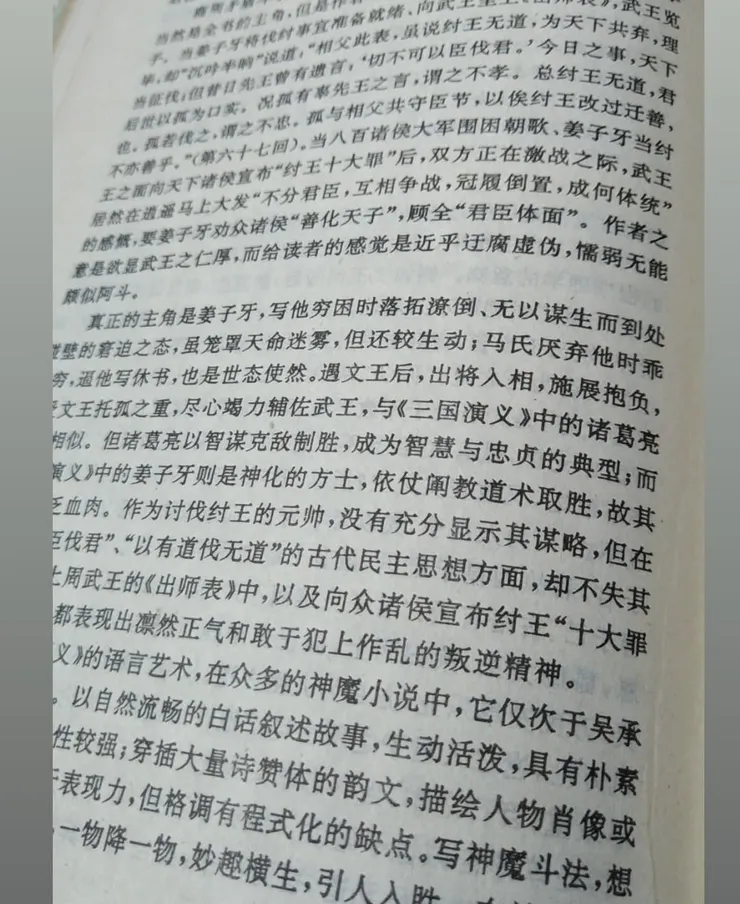 当然是全书的主角,但是作者
子。当姜子牙将伐纣事宜准备就绪、向武王呈上《出师表》,武王览
毕,却“沉吟半晌”说道:“相父此表,虽说纣王无道,为天下共弃,理
当征伐;但昔日先王曾有遗言:‘切不可以臣伐君。’今日之事,天下
后世以孤为口实。况孤有辜先王之言,谓之不孝。总纣王无道,君
也。孤若伐之,谓之不忠。孤与相父共守臣节,以俟纣王改过迁善,
不亦善乎。”(第六十七回)。当八百诸侯大军围困朝歌、姜子牙当纣
王之面向天下诸侯宣布“纣王十大罪”后,双方正在激战之际,武王
居然在逍遥马上大发“不分君臣,互相争战,冠履倒置,成何体统”
的感慨,要姜子牙劝众诸侯“善化天子”,顾全“君臣体面”。作者之
意是欲显武王之仁厚,而给读者的感觉是近乎迂腐虚伪,懦弱无能
颇似阿斗。
真正的主角是姜子牙,写他穷困时落拓潦倒、无以谋生而到处
碰壁的窘迫之态,虽笼罩天命迷雾,但还较生动;马氏厌弃他时乖
穷,逼他写休书,也是世态使然。遇文王后,出将入相,施展抱负,
文王托孤之重,尽心竭力辅佐武王,与《三国演义》中的诸葛亮
相似。但诸葛亮以智谋克敌制胜,成为智慧与忠贞的典型;而
演义》中的姜子牙则是神化的方士,依仗阐教道术取胜,故其
乏血肉。作为讨伐纣王的元帅,没有充分显示其谋略,但在
臣伐君”、“以有道伐无道”的古代民主思想方面,却不失其
上周武王的《出师表》中,以及向众诸侯宣布纣王“十大罪
都表现出凛然正气和敢于犯上作乱的叛逆精神。
义》的语言艺术,在众多的神魔小说中,它仅次于吴承
。以自然流畅的白话叙述故事,生动活泼,具有朴素
性较强;穿插大量诗赞体的韵文,描绘人物肖像或
表现力,但格调有程式化的缺点。写神魔斗法,想
一物降一物,妙趣横生,引人入胜。